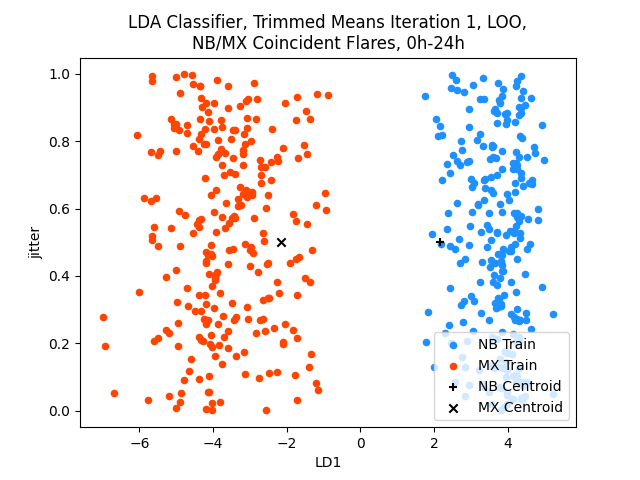 LDA Classifier, Trimmed Means Iteration 1, LOO,
NB/MX Coincident Flares, 0h-24h
1.0
0.8
0.6
0.4
0.2
0.0
jitter
NB Train
MX Train
NB Centroid
MX Centroid
−6
−4
−2
0
2
4
LD1